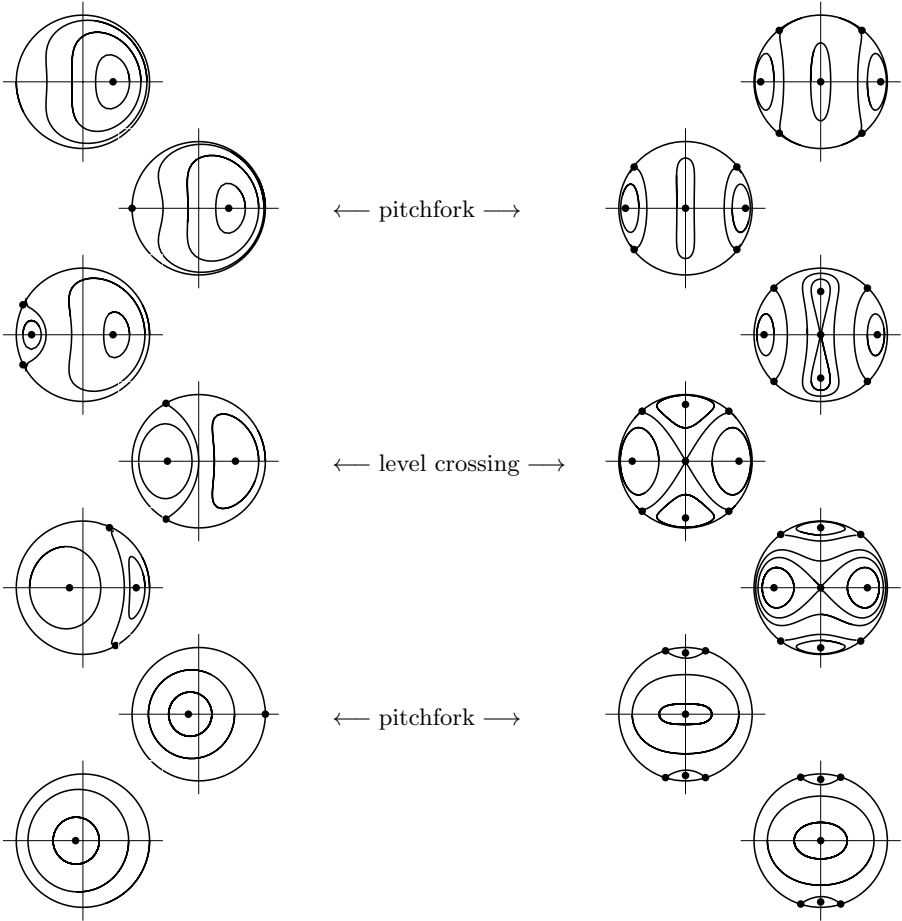 ←— pitchfork —→
←— level crossing —→
←— pitchfork —→